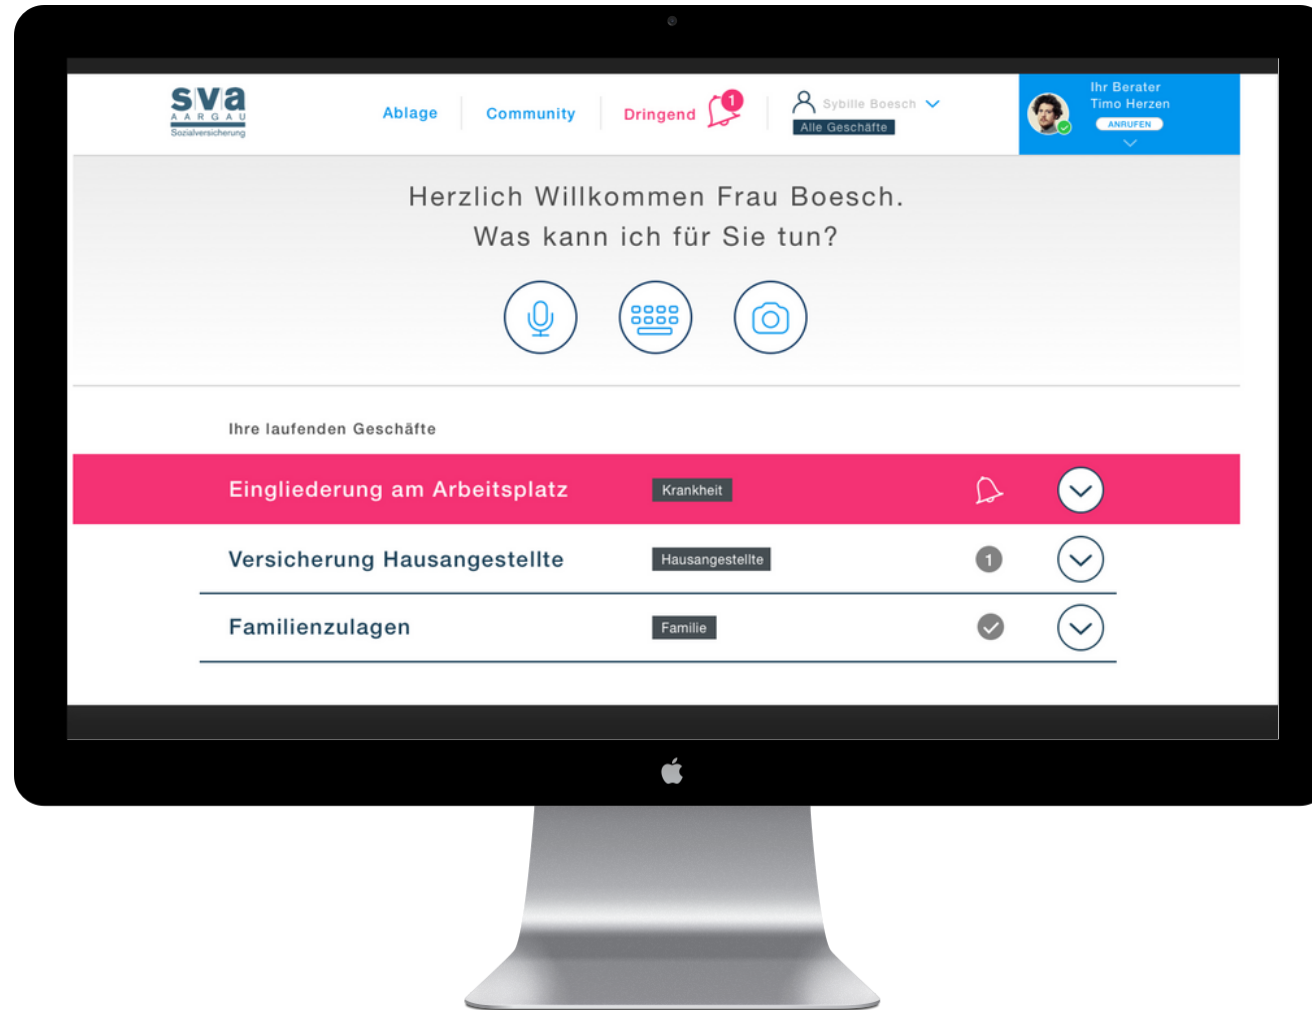 sva
AARGAU
Sozialversicherung
Ablage
Community
Dringend
1
Sybille Boesch
Alle Geschäfte
Ihr Berater
Timo Herzen
ANRUFEN
Herzlich Willkommen Frau Boesch.
Was kann ich für Sie tun?
Ihre laufenden Geschäfte
Eingliederung am Arbeitsplatz
Krankheit
Versicherung Hausangestellte
Hausangestellte
1
Familienzulagen
Familie